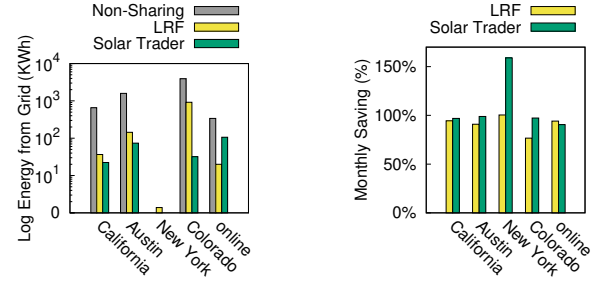 Non-Sharing
LRF
Solar Trader
Log Energy from Grid (KWh)
10^4
10^3
10^2
10^1
0
California
Austin
New York
Colorado
online
LRF
Solar Trader
Monthly Saving (%)
150%
100%
50%
0%
California
Austin
New York
Colorado
online